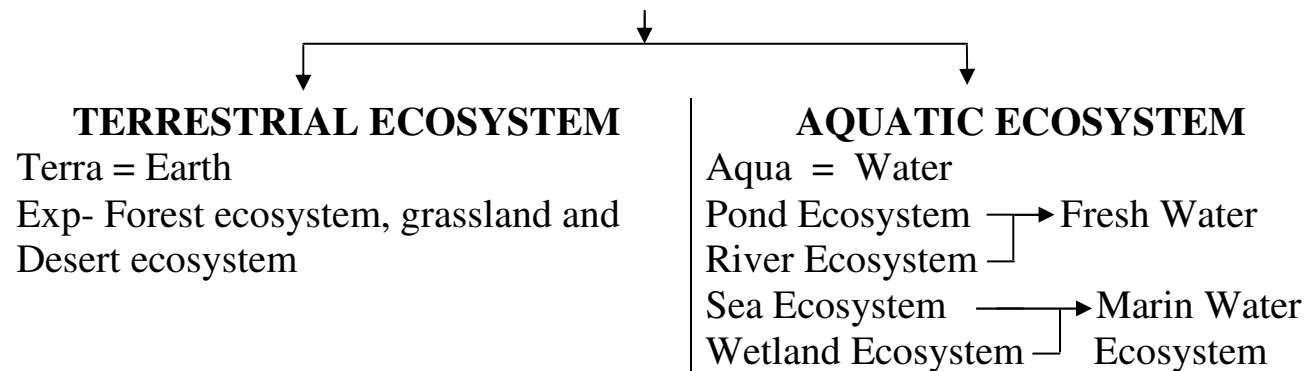 TERRESTRIAL ECOSYSTEM
Terra = Earth
Exp- Forest ecosystem, grassland and
Desert ecosystem
AQUATIC ECOSYSTEM
Aqua = Water
Pond Ecosystem Fresh Water
River Ecosystem
Sea Ecosystem Marin Water
Wetland Ecosystem Ecosystem